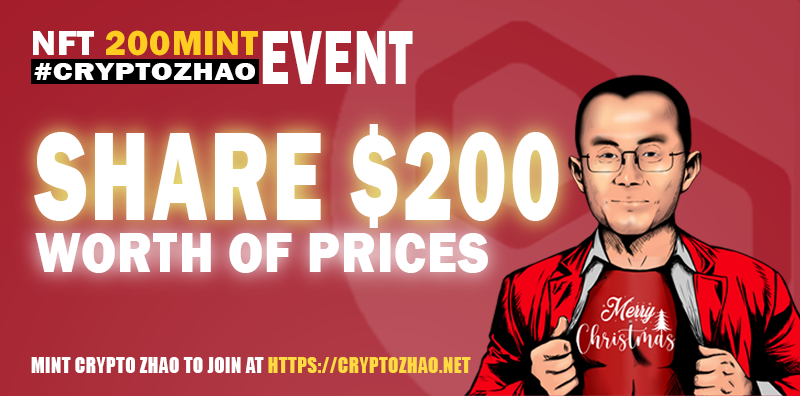 NFT 200MINT EVENT
#CRYPTOZHAO
SHARE $200
WORTH OF PRICES
Merry
Christmas
MINT CRYPTO ZHAO TO JOIN AT HTTPS://CRYPTOZHAO.NET